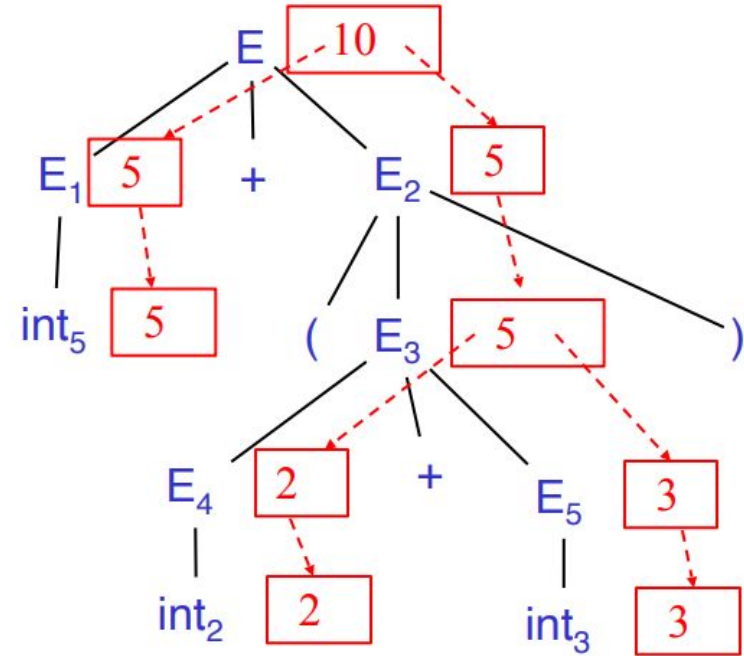 E 10
E₁ 5 + E₂ 5
int₅ 5 ( E₃ 5 )
E₄ 2 + E₅ 3
int₂ 2 int₃ 3